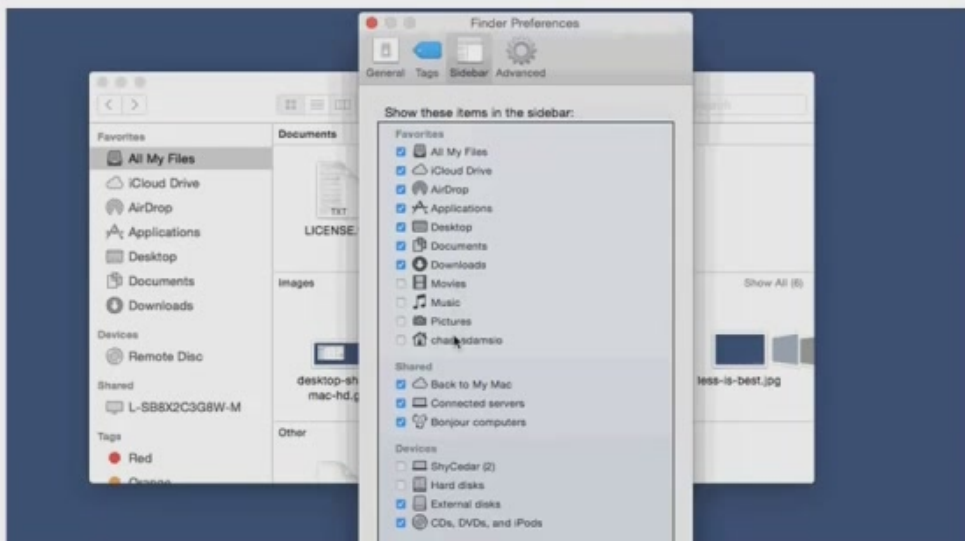 Finder Preferences
General Tags Sidebar Advanced
Show these items in the sidebar:
Favorites
All My Files
iCloud Drive
AirDrop
Applications
Desktop
Documents
Downloads
Movies
Music
Pictures
Shared
Back to My Mac
Connected servers
Bonjour computers
Devices
ShyCedar (2)
Hard disks
External disks
CDs, DVDs, and iPods
Favorites
All My Files
iCloud Drive
AirDrop
Applications
Desktop
Documents
Downloads
Devices
Remote Disc
Shared
L-SB8X2C3G8W-M
Tags
Red
Orange
Documents
TXT
LICENSE.
Images
Show All (6)
desktop-sh
mac-hd.g
less-is-best.jpg
Other